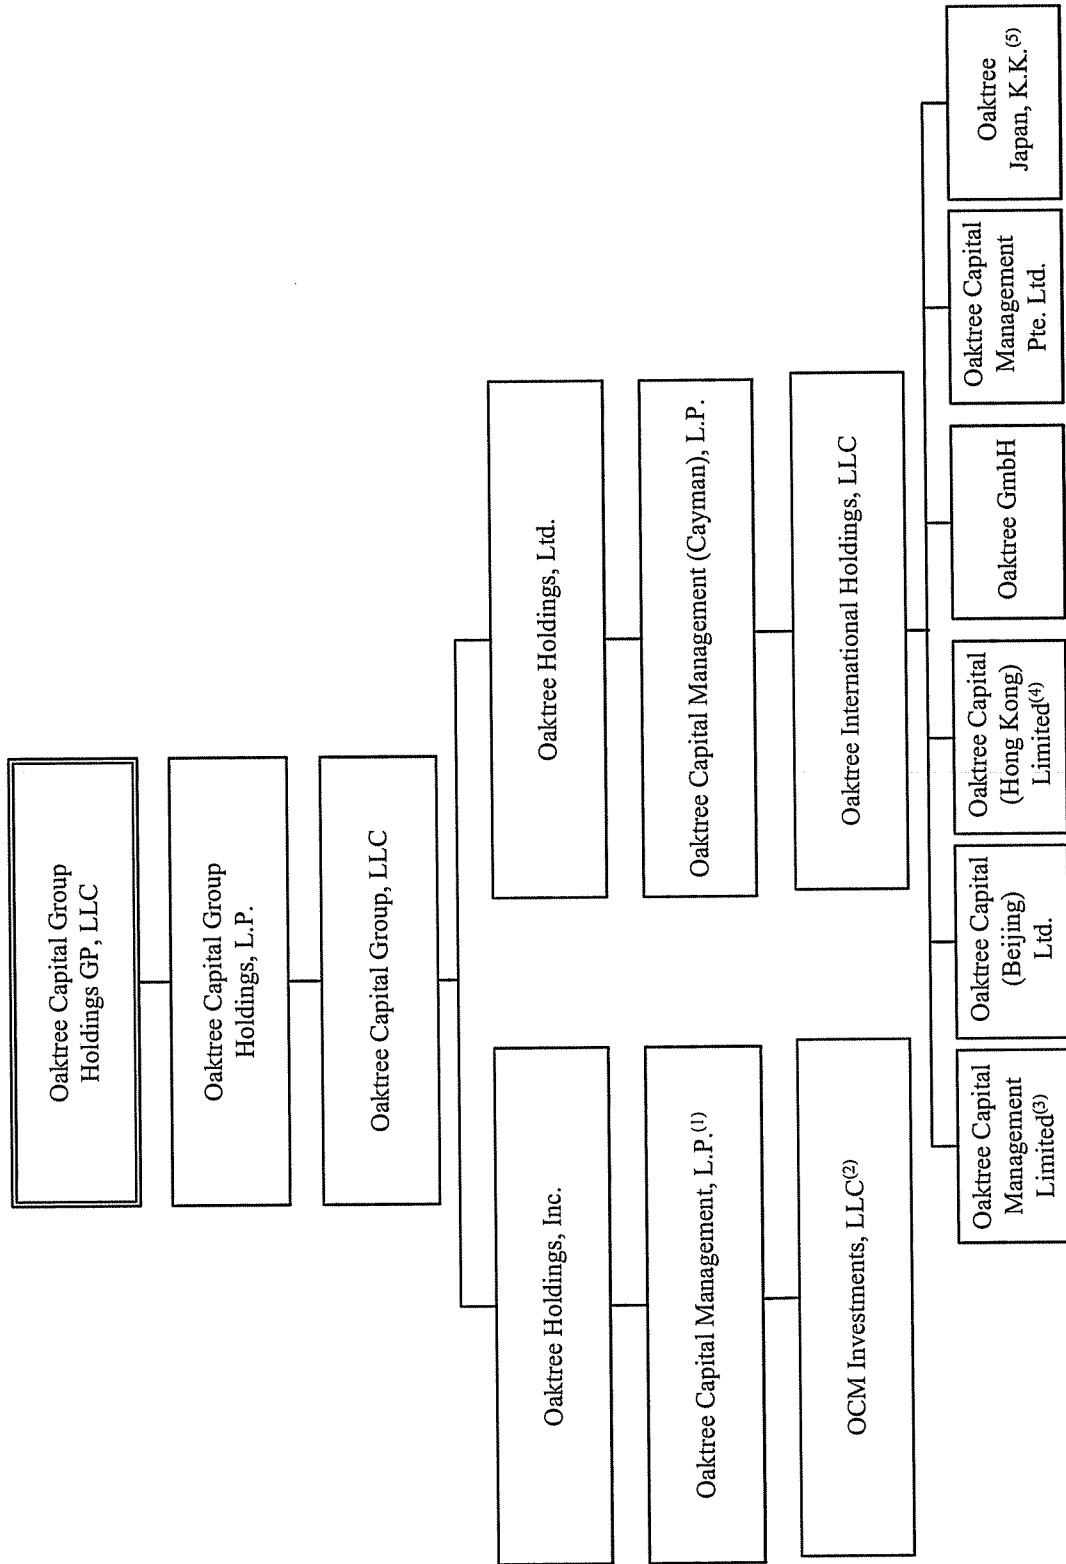 Oaktree Capital Group
Holdings GP, LLC
Oaktree Capital Group
Holdings, L.P.
Oaktree Capital Group, LLC
Oaktree Holdings, Inc.
Oaktree Holdings, Ltd.
Oaktree Capital Management, L.P.(1)
Oaktree Capital Management (Cayman), L.P.
OCM Investments, LLC(2)
Oaktree International Holdings, LLC
Oaktree Capital
Management
Limited(3)
Oaktree Capital
(Beijing)
Ltd.
Oaktree Capital
(Hong Kong)
Limited(4)
Oaktree GmbH
Oaktree Capital
Management
Pte. Ltd.
Oaktree
Japan, K.K.(5)